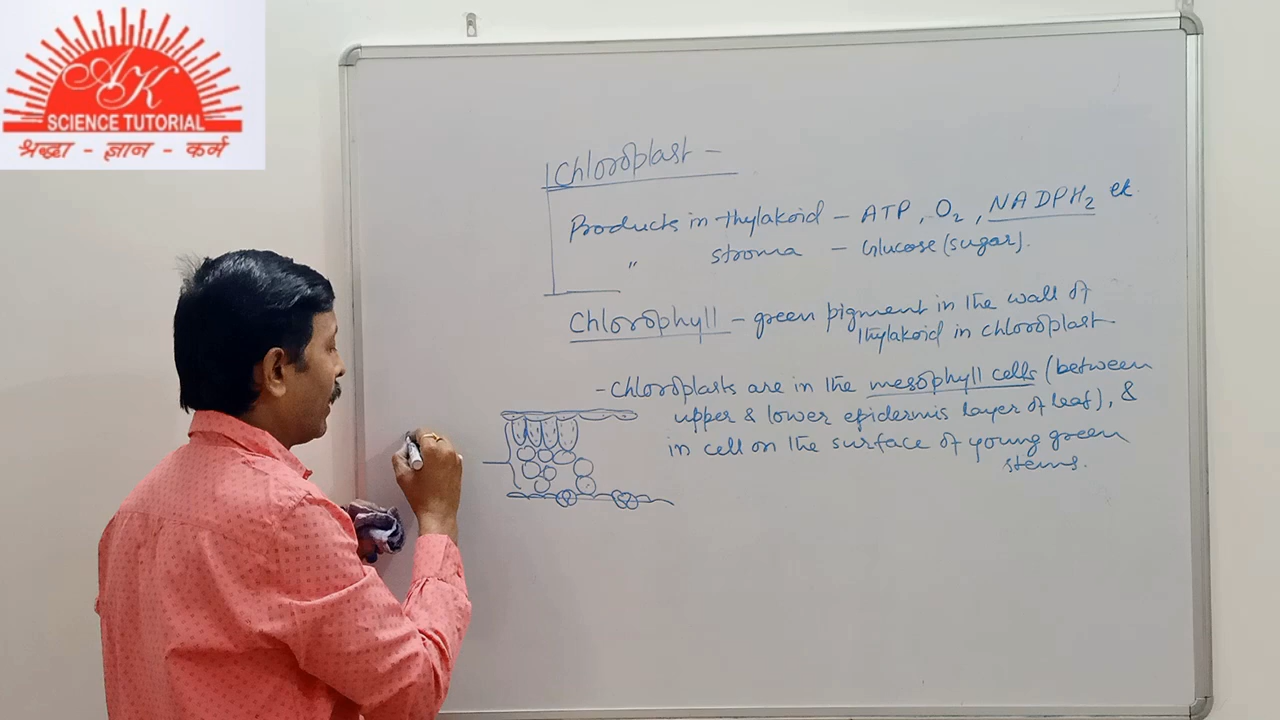 AK
SCIENCE TUTORIAL
श्रद्धा - ज्ञान - कर्म
Chloroplast -
Products in thylakoid - ATP, O2, NADPH2 etc.
" stroma - Glucose (sugar).
Chlorophyll - green pigment in the wall of
thylakoid in chloroplast
- Chloroplasts are in the mesophyll cells (between
upper & lower epidermis layer of leaf), &
in cell on the surface of young green
stems.